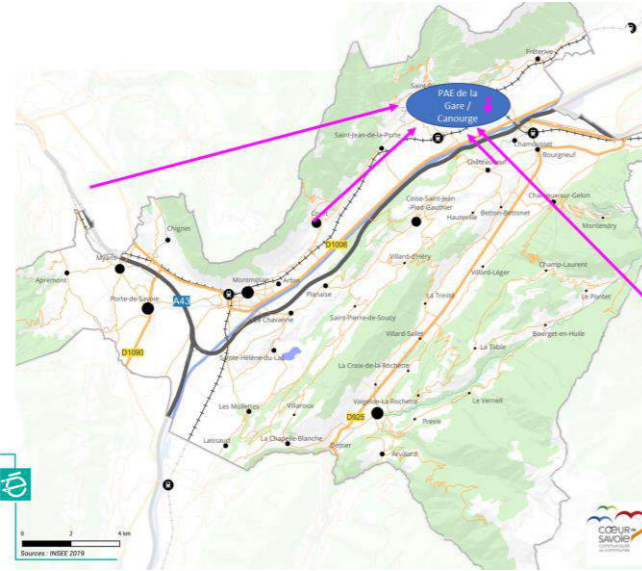 Fréterive
PAE de la
Gare /
Canourge
Saint-Jean-de-la-Porte
Chamousset
Bourgneuf
Châteauneuf
Coise-Saint-Jean
-Pied-Gauthier
Hauteville
Betton-Bettonet
Chamoux-sur-Gelon
Montendry
Cruet
D1006
Chignin
Myans
Apremont
Porte-de-Savoie
A43
Montmélian
Arbin
Planaise
Villard-d'Héry
Villard-Léger
Champ-Laurent
Le Pontet
La Trinité
La Chavanne
Saint-Pierre-de-Soucy
Villard-Sallet
Bourget-en-Huile
La Table
D1090
Sainte-Hélène-du-Lac
La Croix-de-la-Rochette
Valgelon-La Rochette
Le Verneil
Les Mollettes
Villaroux
D925
Presle
Laissaud
La Chapelle-Blanche
Détrier
Arvillard
0 2 4 km
Sources : INSEE 2019
CŒUR DE
SAVOIE